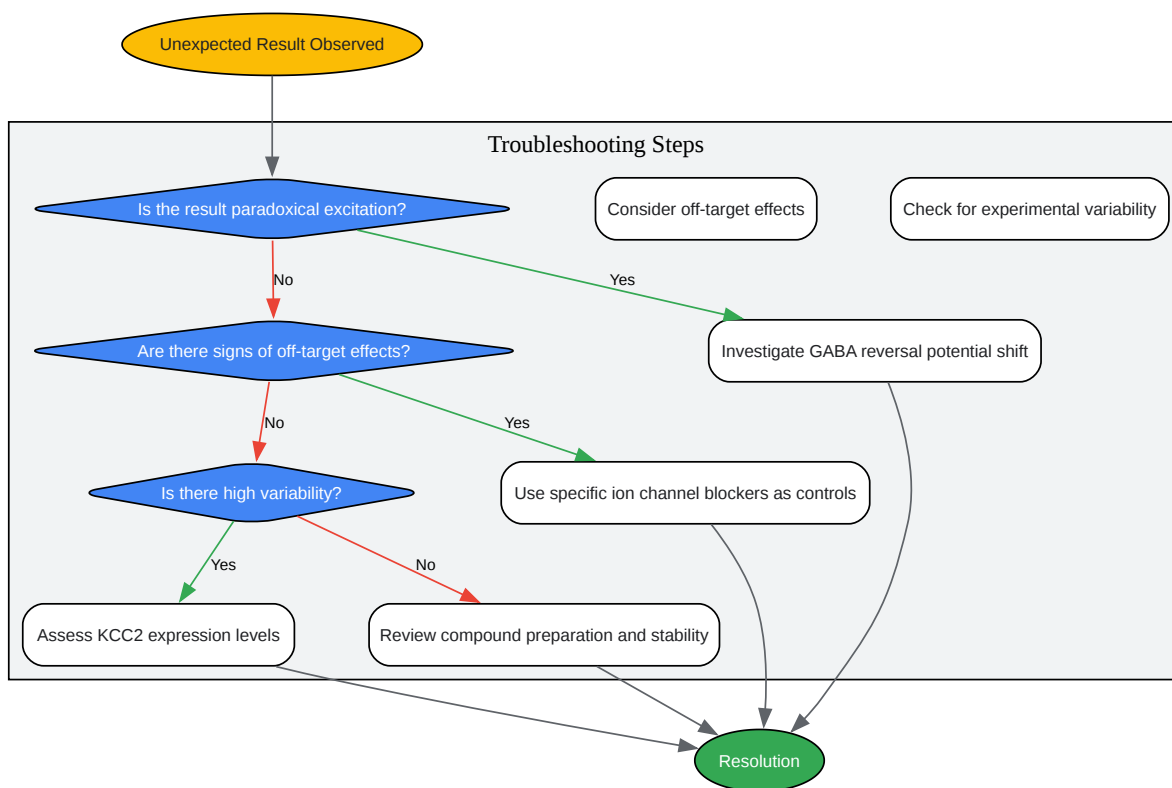 Unexpected Result Observed
Troubleshooting Steps
Is the result paradoxical excitation?
Consider off-target effects
Check for experimental variability
No
Yes
Are there signs of off-target effects?
Investigate GABA reversal potential shift
No
Yes
Is there high variability?
Use specific ion channel blockers as controls
Yes
No
Assess KCC2 expression levels
Review compound preparation and stability
Resolution